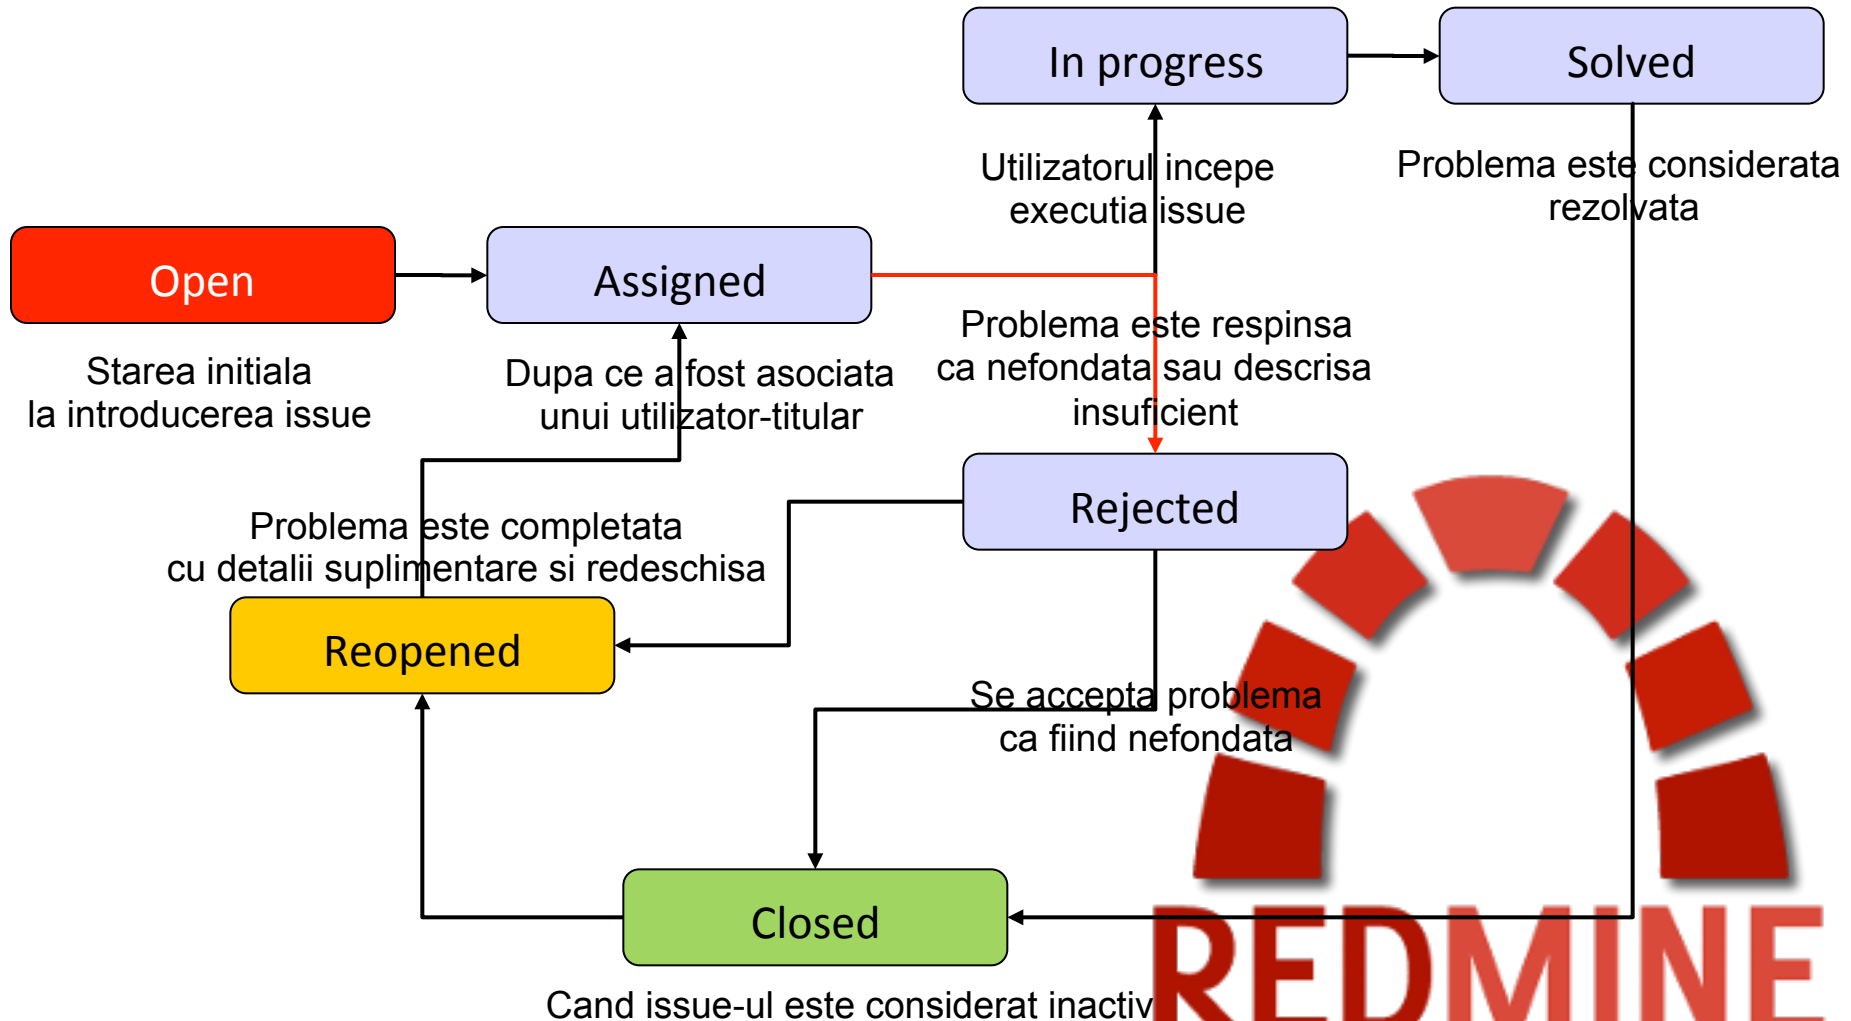 In progress
Solved
Utilizatorul incepe
executia issue
Problema este considerata
rezolvata
Open
Assigned
Starea initiala
la introducerea issue
Dupa ce a fost asociata
unui utilizator-titular
Problema este respinsa
ca nefondata sau descrisa
insuficient
Rejected
Problema este completata
cu detalii suplimentare si redeschisa
Reopened
Se accepta problema
ca fiind nefondata
Closed
Cand issue-ul este considerat inactiv
REDMINE